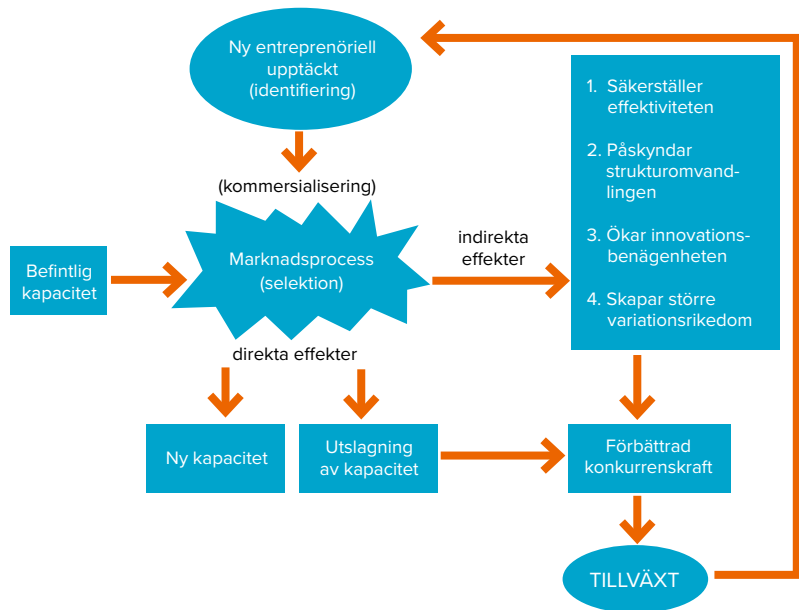 Ny entreprenöriell
upptäckt
(identifiering)
(kommersialisering)
Befintlig
kapacitet
Marknadsprocess
(selektion)
indirekta
effekter
1. Säkerställer
effektiviteten
2. Påskyndar
strukturomvand-
lingen
3. Ökar innovations-
benägenheten
4. Skapar större
variationsrikedom
direkta effekter
Ny kapacitet
Utslagning
av kapacitet
Förbättrad
konkurrenskraft
TILLVÄXT